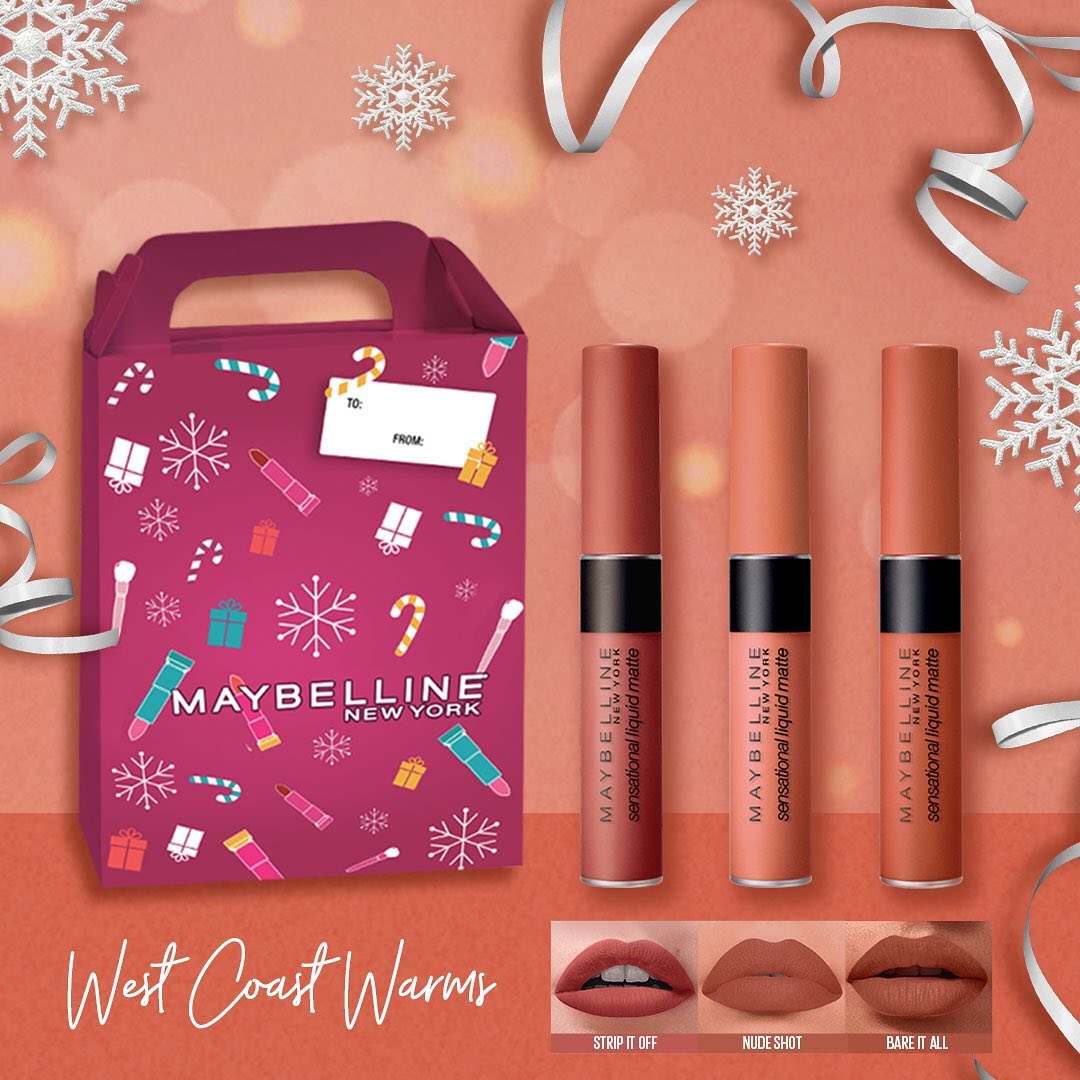 TO:
FROM:
MAYBELLINE
NEW YORK
MAYBELLINE
NEW YORK
sensational liquid matte
MAYBELLINE
NEW YORK
sensational liquid matte
MAYBELLINE
NEW YORK
sensational liquid matte
West Coast Warms
STRIP IT OFF
NUDE SHOT
BARE IT ALL